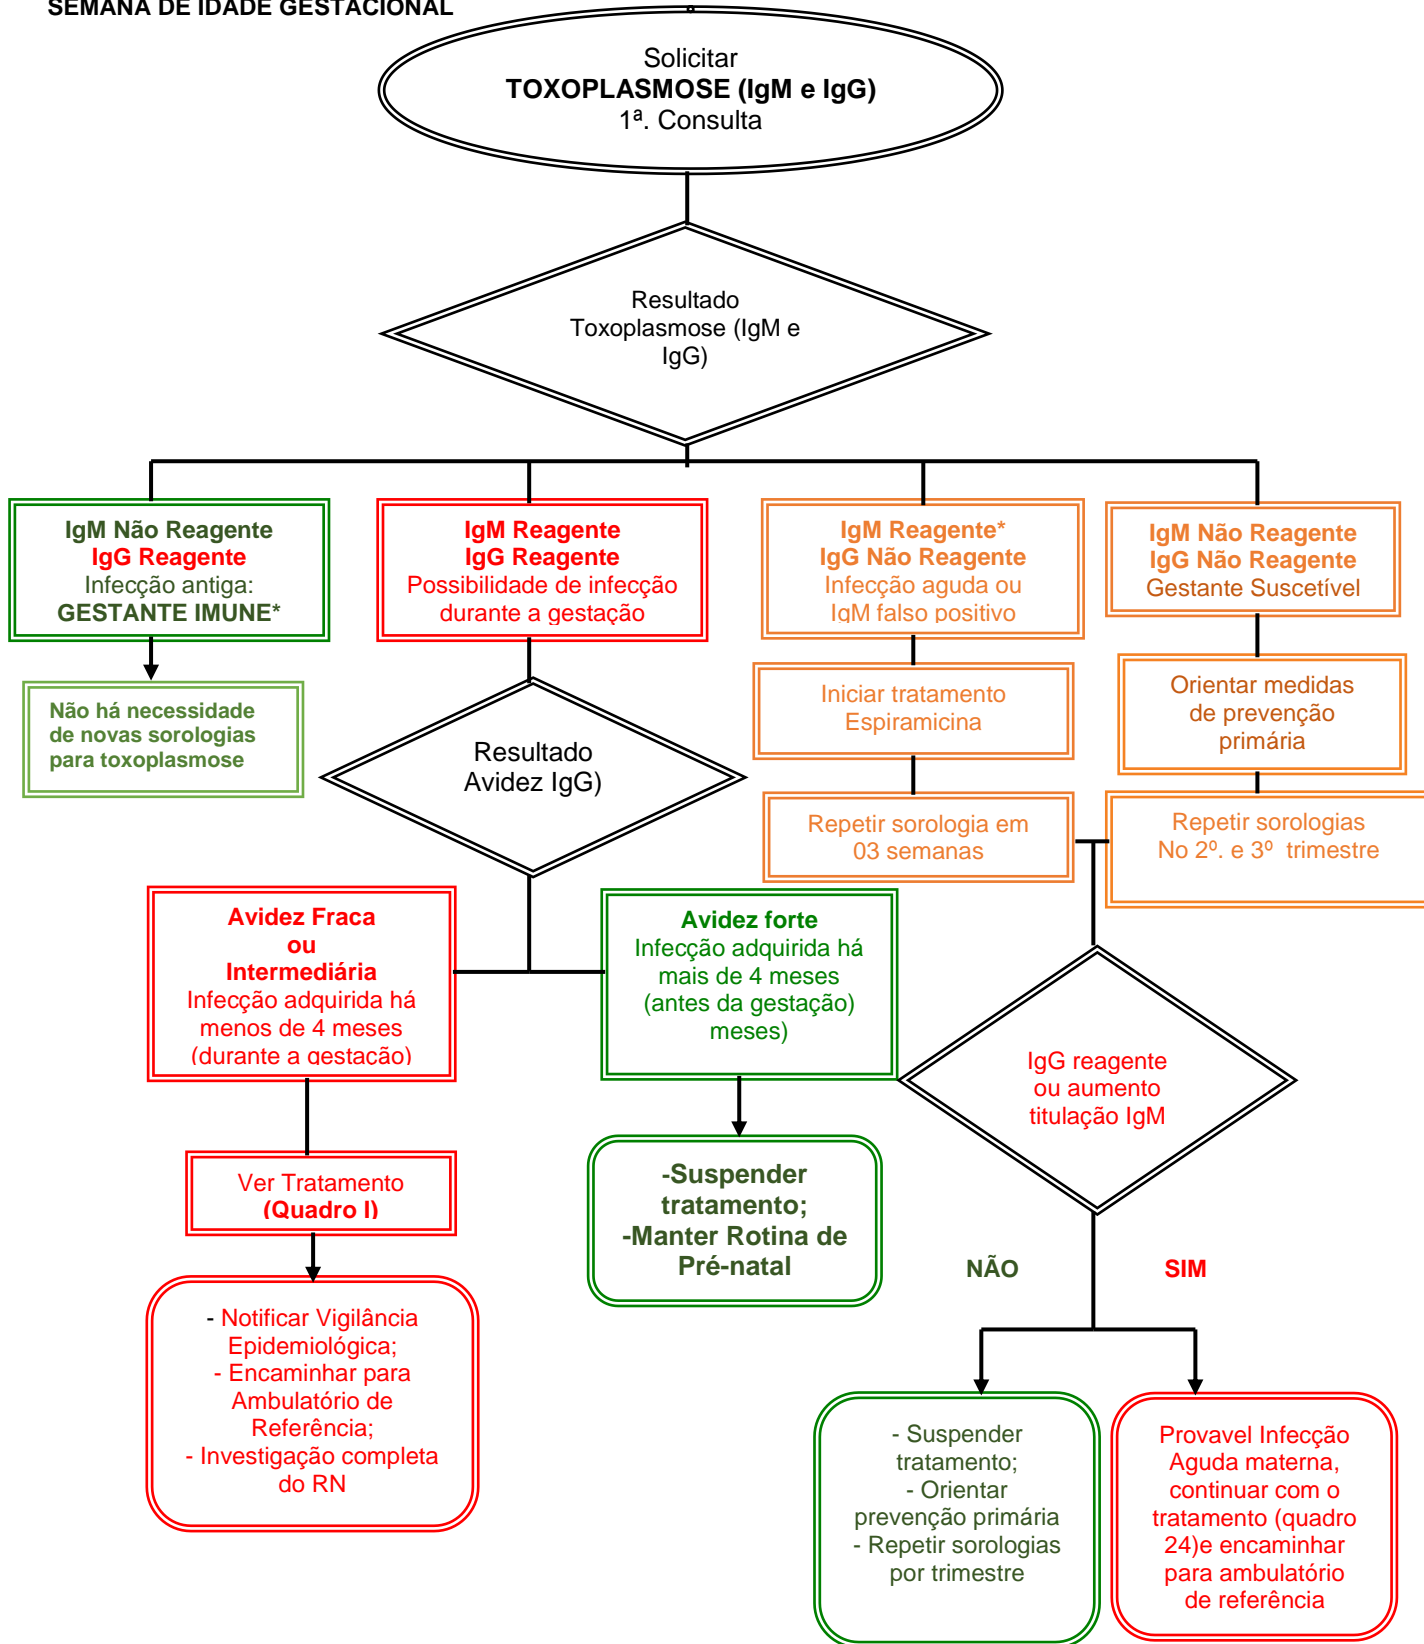 SEMANA DE IDADE GESTACIONAL
Solicitar
TOXOPLASMOSE (IgM e IgG)
1ª. Consulta
Resultado
Toxoplasmose (IgM e
IgG)
IgM Não Reagente
IgG Reagente
Infecção antiga:
GESTANTE IMUNE*
IgM Reagente
IgG Reagente
Possibilidade de infecção
durante a gestação
IgM Reagente*
IgG Não Reagente
Infecção aguda ou
IgM falso positivo
IgM Não Reagente
IgG Não Reagente
Gestante Suscetível
Não há necessidade
de novas sorologias
para toxoplasmose
Resultado
Avidez IgG)
Iniciar tratamento
Espiramicina
Orientar medidas
de prevenção
primária
Repetir sorologia em
03 semanas
Repetir sorologias
No 2º. e 3º trimestre
Avidez Fraca
ou
Intermediária
Infecção adquirida há
menos de 4 meses
(durante a gestação)
Avidez forte
Infecção adquirida há
mais de 4 meses
(antes da gestação)
meses)
IgG reagente
ou aumento
titulação IgM
Ver Tratamento
(Quadro I)
-Suspender
tratamento;
-Manter Rotina de
Pré-natal
NÃO
SIM
- Notificar Vigilância
Epidemiológica;
- Encaminhar para
Ambulatório de
Referência;
- Investigação completa
do RN
- Suspender
tratamento;
- Orientar
prevenção primária
- Repetir sorologias
por trimestre
Provavel Infecção
Aguda materna,
continuar com o
tratamento (quadro
24)e encaminhar
para ambulatório
de referência